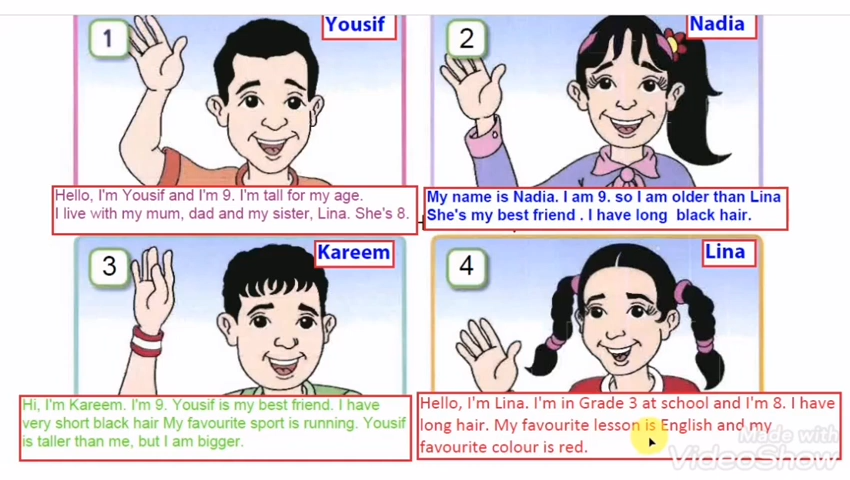 1
Yousif
2
Nadia
Hello, I'm Yousif and I'm 9. I'm tall for my age.
I live with my mum, dad and my sister, Lina. She's 8.
My name is Nadia. I am 9. so I am older than Lina
She's my best friend . I have long black hair.
3
Kareem
4
Lina
Hi, I'm Kareem. I'm 9. Yousif is my best friend. I have
very short black hair My favourite sport is running. Yousif
is taller than me, but I am bigger.
Hello, I'm Lina. I'm in Grade 3 at school and I'm 8. I have
long hair. My favourite lesson is English and my
favourite colour is red.
Made with
VideoShow